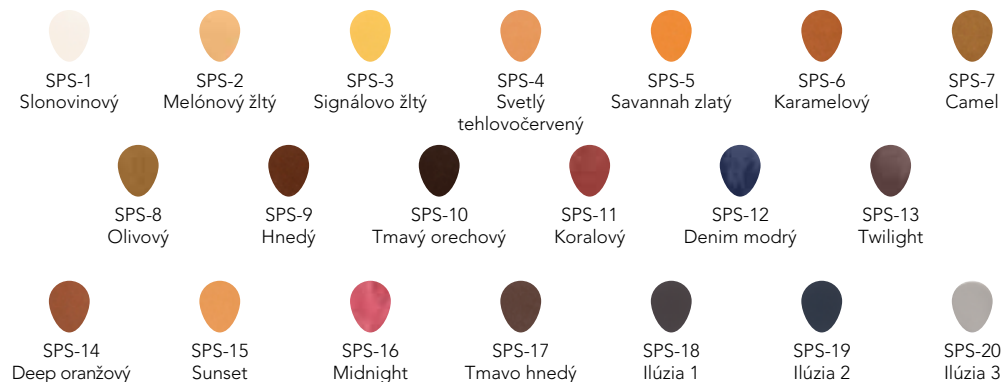 SPS-1
Slonovinový
SPS-2
Melónový žltý
SPS-3
Signálovo žltý
SPS-4
Svetlý
tehlovočervený
SPS-5
Savannah zlatý
SPS-6
Karamelový
SPS-7
Camel
SPS-8
Olivový
SPS-9
Hnedý
SPS-10
Tmavý orechový
SPS-11
Koralový
SPS-12
Denim modrý
SPS-13
Twilight
SPS-14
Deep oranžový
SPS-15
Sunset
SPS-16
Midnight
SPS-17
Tmavo hnedý
SPS-18
Ilúzia 1
SPS-19
Ilúzia 2
SPS-20
Ilúzia 3